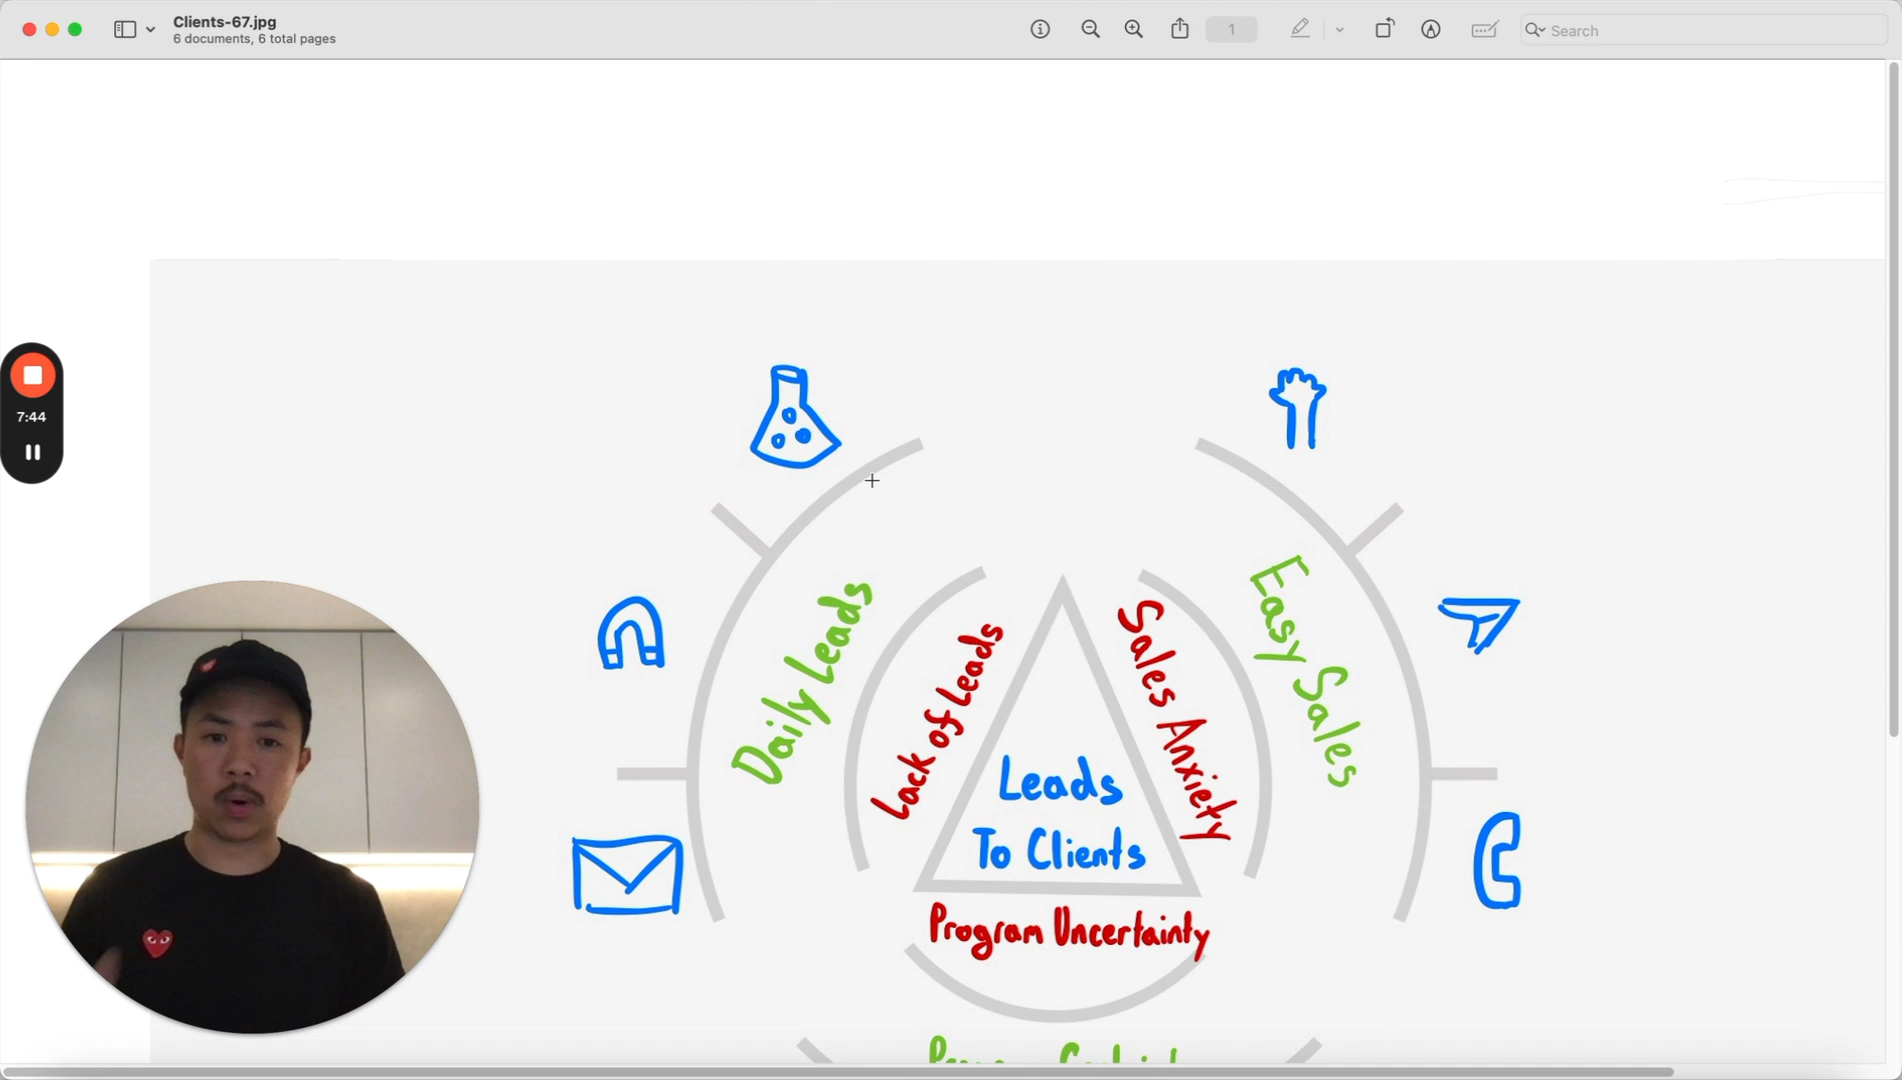 Clients-67.jpg
6 documents, 6 total pages
1
Search
7:44
Daily Leads
Lack of Leads
Sales Anxiety
Easy Sales
Leads
To Clients
Program Uncertainty